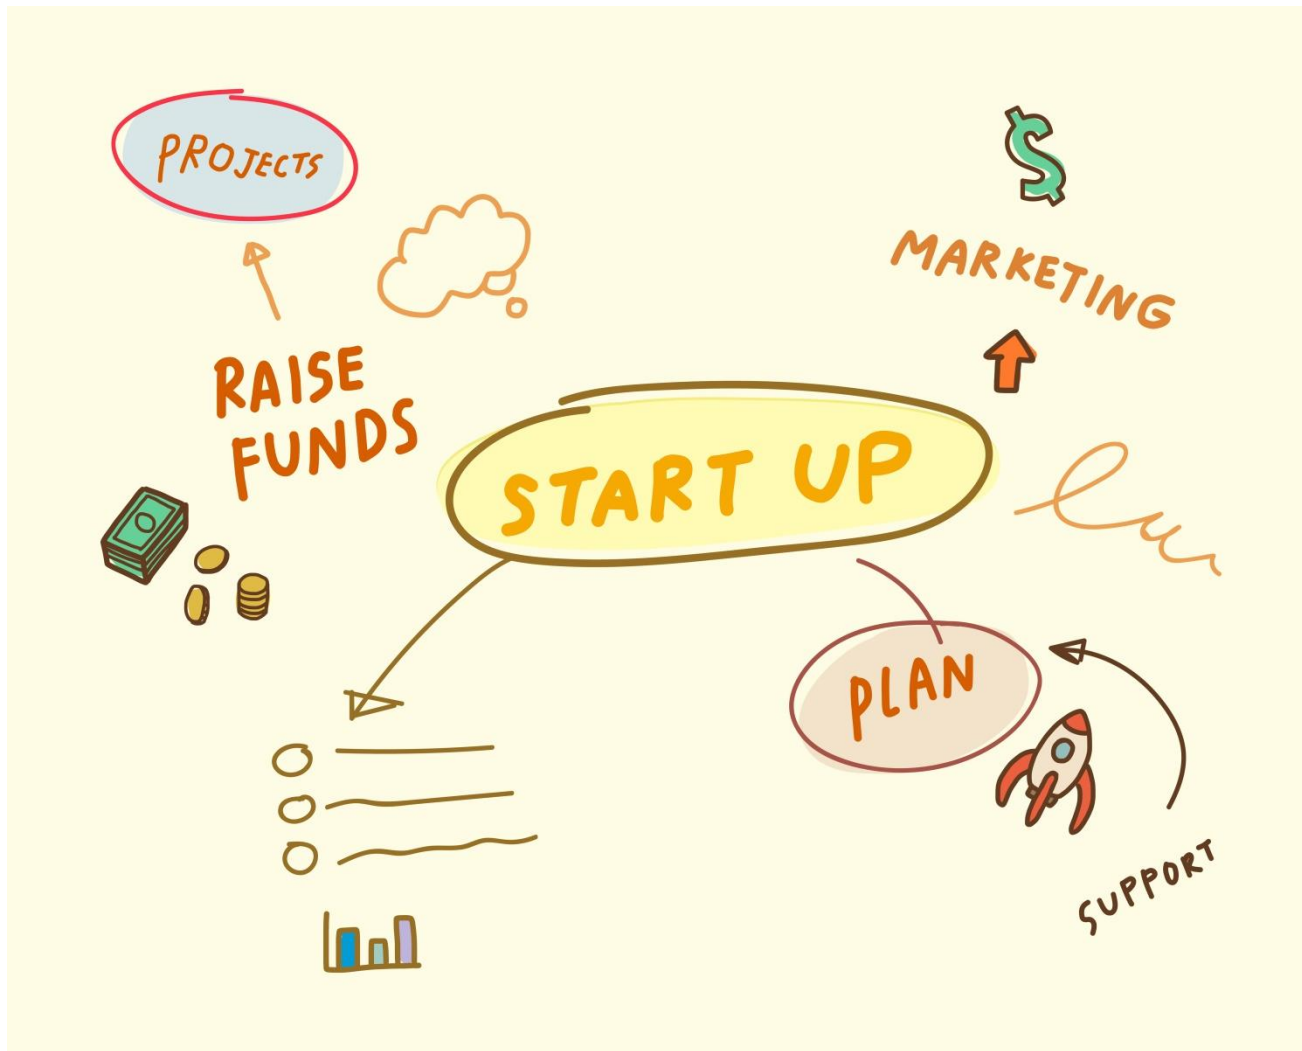 PROJECTS
MARKETING
RAISE
FUNDS
START UP
PLAN
SUPPORT